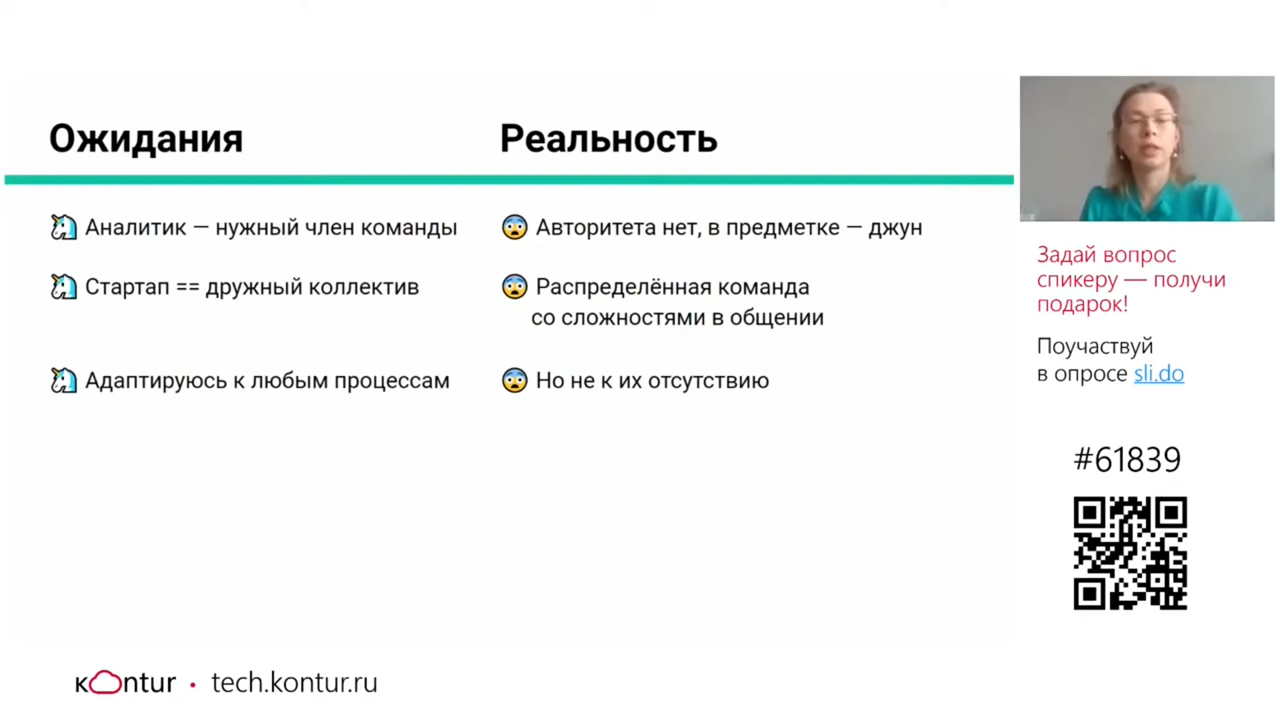 Ожидания
Реальность
Аналитик — нужный член команды
Авторитета нет, в предметке — джун
Стартап == дружный коллектив
Распределённая команда
со сложностями в общении
Адаптируюсь к любым процессам
Но не к их отсутствию
Задай вопрос
спикеру — получи
подарок!
Поучаствуй
в опросе sli.do
#61839
кontur • tech.kontur.ru